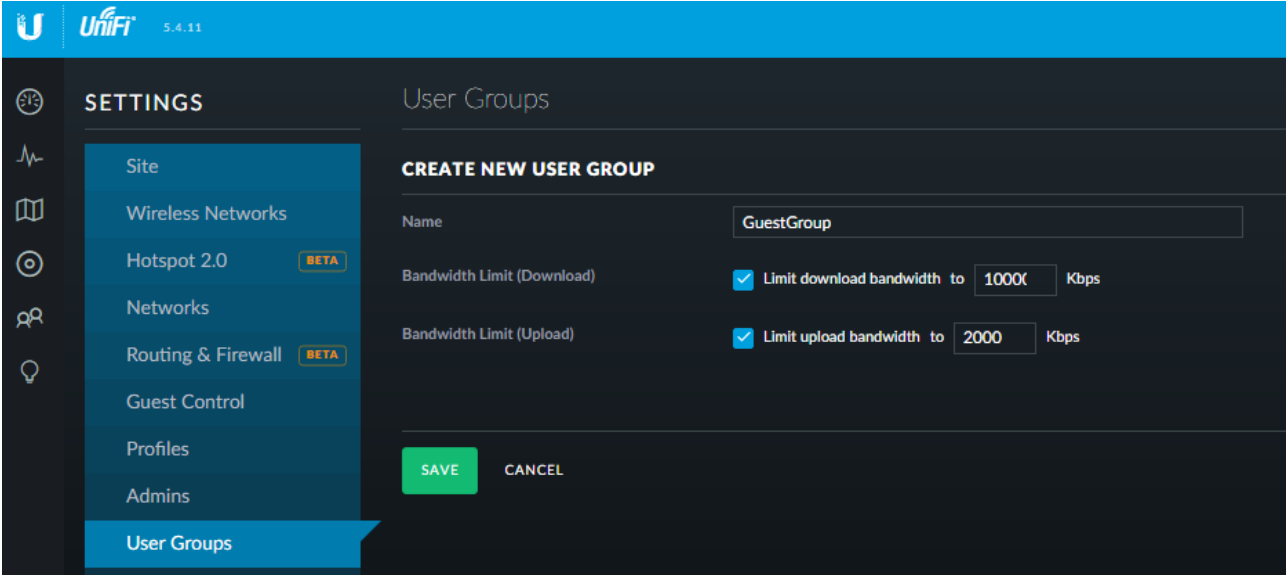 UniFi 5.4.11
SETTINGS
Site
Wireless Networks
Hotspot 2.0 BETA
Networks
Routing & Firewall BETA
Guest Control
Profiles
Admins
User Groups
User Groups
CREATE NEW USER GROUP
Name GuestGroup
Bandwidth Limit (Download) Limit download bandwidth to 10000 Kbps
Bandwidth Limit (Upload) Limit upload bandwidth to 2000 Kbps
SAVE CANCEL